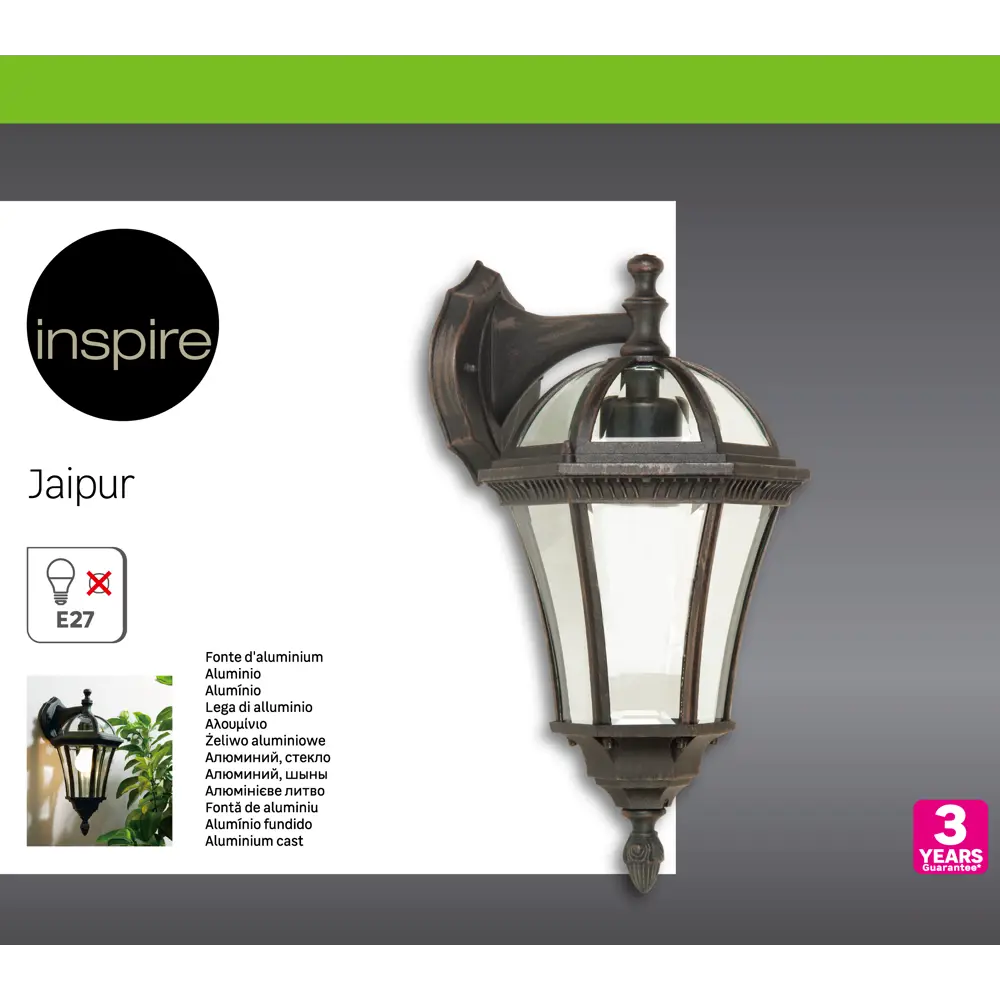 inspire
Jaipur
E27
Fonte d'aluminium
Aluminio
Alumínio
Lega di alluminio
Αλουμίνιο
Żeliwo aluminiowe
Алюминий, стекло
Алюминий, шыны
Алюмінієве литво
Fontă de aluminiu
Alumínio fundido
Aluminium cast
3
YEARS
Guarantee*